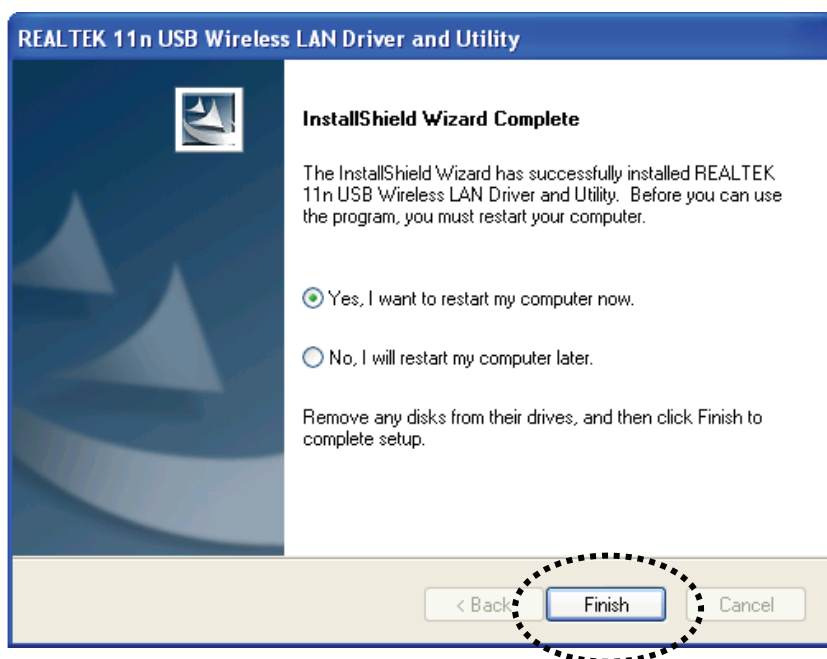 REALTEK 11n USB Wireless LAN Driver and Utility
InstallShield Wizard Complete
The InstallShield Wizard has successfully installed REALTEK
11n USB Wireless LAN Driver and Utility.  Before you can use
the program, you must restart your computer.
Yes, I want to restart my computer now.
No, I will restart my computer later.
Remove any disks from their drives, and then click Finish to
complete setup.
< Back Finish Cancel